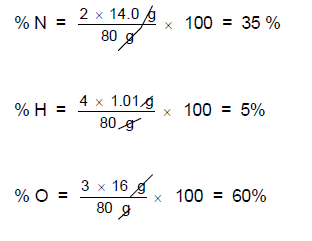 % N = 2 × 14.0 g / 80 g × 100 = 35 %
% H = 4 × 1.01 g / 80 g × 100 = 5%
% O = 3 × 16 g / 80 g × 100 = 60%